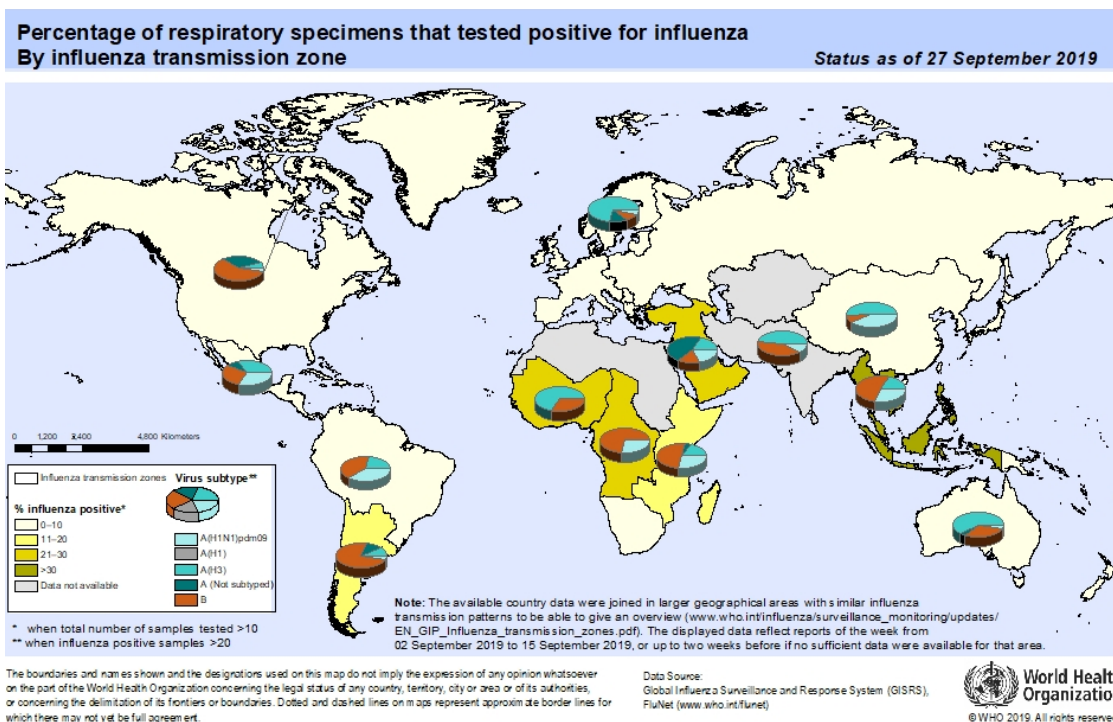 Percentage of respiratory specimens that tested positive for influenza
By influenza transmission zone
Status as of 27 September 2019
0 1,200 2,400 4,800 Kilometers
Influenza transmission zones
% influenza positive*
0–10
11–20
21–30
>30
Data not available
Virus subtype**
A(H1N1)pdm09
A(H1)
A(H3)
A (Not subtyped)
B
* when total number of samples tested >10
** when influenza positive samples >20
Note: The available country data were joined in larger geographical areas with similar influenza
transmission patterns to be able to give an overview (www.who.int/influenza/surveillance_monitoring/updates/
EN_GIP_Influenza_transmission_zones.pdf). The displayed data reflect reports of the week from
02 September 2019 to 15 September 2019, or up to two weeks before if no sufficient data were available for that area.
The boundaries and names shown and the designations used on this map do not imply the expression of any opinion whatsoever
on the part of the World Health Organization concerning the legal status of any country, territory, city or area or of its authorities,
or concerning the delimitation of its frontiers or boundaries. Dotted and dashed lines on maps represent approximate border lines for
which there may not yet be full agreement.
Data Source:
Global Influenza Surveillance and Response System (GISRS),
FluNet (www.who.int/flunet)
World Healt
Organizatio
© WHO 2019. All rights reserve